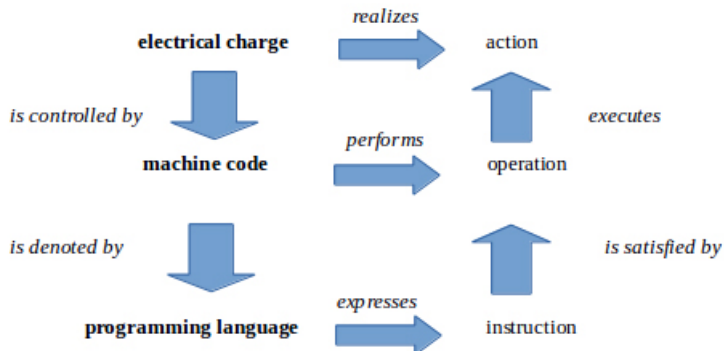 realizes
electrical charge
action
is controlled by
executes
performs
machine code
operation
is denoted by
is satisfied by
expresses
programming language
instruction